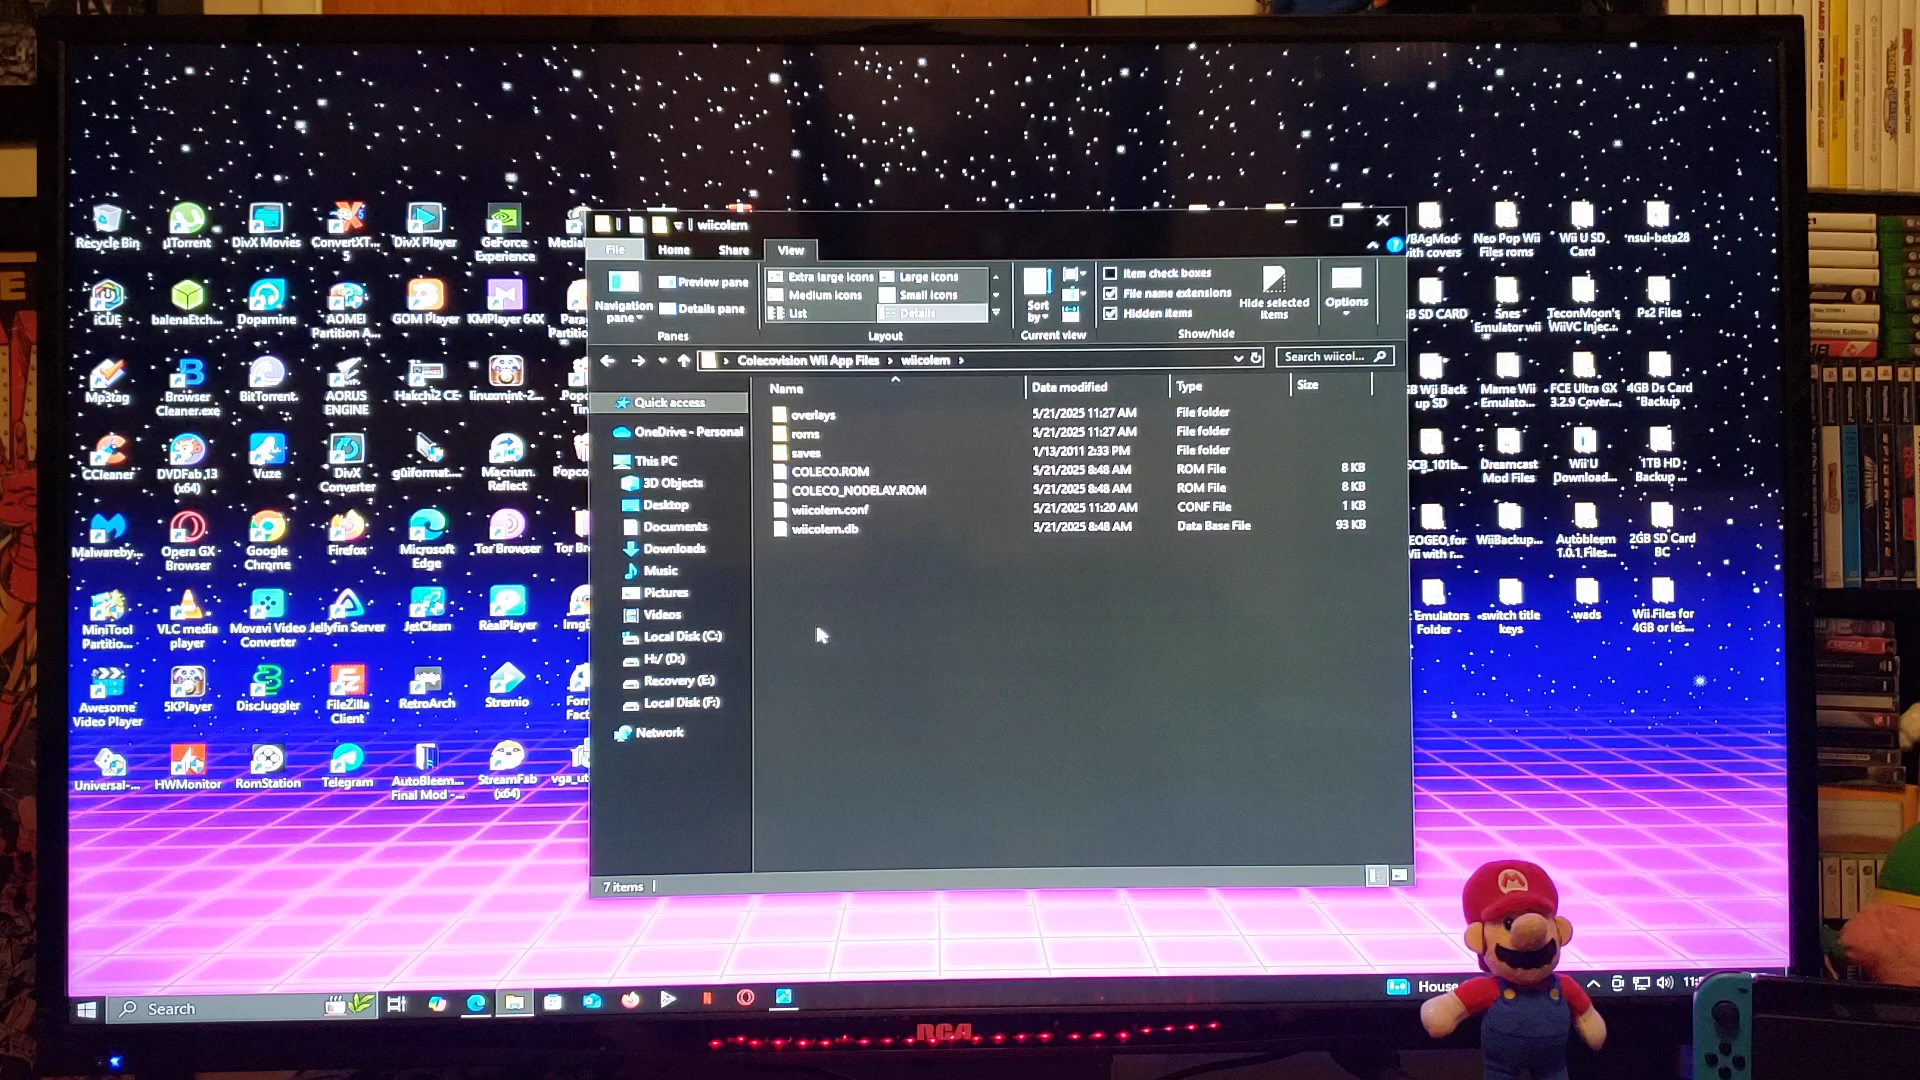 wiicolem
File
Home
Share
View
Navigation pane
Preview pane
Details pane
Panes
Extra large icons
Large icons
Medium icons
Small icons
List
Details
Layout
Sort by
Current view
Item check boxes
File name extensions
Hidden items
Hide selected items
Show/hide
Options
Colecovision Wii App Files
wiicolem
Search wiicol...
Name
Date modified
Type
Size
overlays 5/21/2025 11:27 AM File folder
roms 5/21/2025 11:27 AM File folder
saves 1/13/2011 2:33 PM File folder
COLECO.ROM 5/21/2025 8:48 AM ROM File 8 KB
COLECO_NODELAY.ROM 5/21/2025 8:48 AM ROM File 8 KB
wiicolem.conf 5/21/2025 11:20 AM CONF File 1 KB
wiicolem.db 5/21/2025 8:48 AM Data Base File 93 KB
Quick access
OneDrive - Personal
This PC
3D Objects
Desktop
Documents
Downloads
Music
Pictures
Videos
Local Disk (C:)
H:/ (D:)
Recovery (E:)
Local Disk (F:)
Network
7 items
Recycle Bin
µTorrent
DivX Movies
ConvertXT... 5
DivX Player
GeForce Experience
iCUE
balenaEtch...
Dopamine
AOMEI Partition A...
GOM Player
KMPlayer 64X
Mp3tag
Browser Cleaner.exe
BitTorrent
AORUS ENGINE
Hakchi2 CE
linuxmint-2...
CCleaner
DVDFab 13 (x64)
Vuze
DivX Converter
guiformat...
Macrium Reflect
Malwareby...
Opera GX Browser
Google Chrome
Firefox
Microsoft Edge
Tor Browser
MiniTool Partitio...
VLC media player
Movavi Video Converter
Jellyfin Server
JetClean
RealPlayer
Awesome Video Player
5KPlayer
DiscJuggler
FileZilla Client
RetroArch
Stremio
Universal-...
HWMonitor
RomStation
Telegram
AutoBleem... Final Mod -...
StreamFab (x64)
Neo Pop Wii Files roms
Wii U SD Card
nsui-beta28
Snes Emulator wii
TeconMoon's WiiVC Injec...
Ps2 Files
Mame Wii Emulato...
FCE Ultra GX 3.2.9 Cover...
4GB Ds Card Backup
Dreamcast Mod Files
Wii U Download...
1TB HD Backup ...
WiiBackup...
Autobleem 1.0.1 Files...
2GB SD Card BC
Emulators Folder
switch title keys
wads
Wii Files for 4GB or les...
Search
House
RCA
M